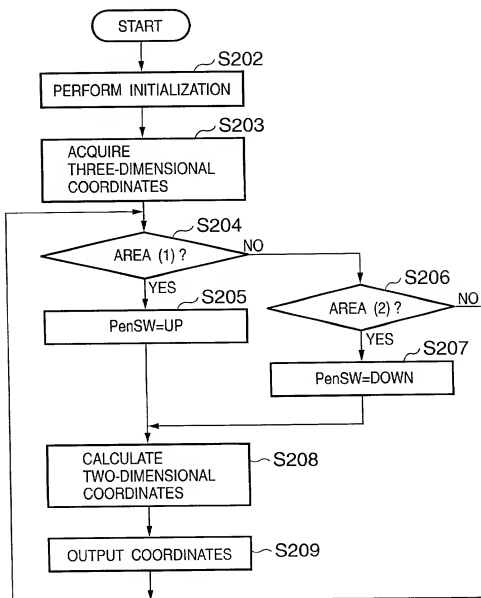 START
S202
PERFORM INITIALIZATION
S203
ACQUIRE
THREE-DIMENSIONAL
COORDINATES
S204
AREA (1) ?
NO
YES
S205
PenSW=UP
S206
AREA (2) ?
NO
YES
S207
PenSW=DOWN
CALCULATE
TWO-DIMENSIONAL
COORDINATES
S208
OUTPUT COORDINATES
S209